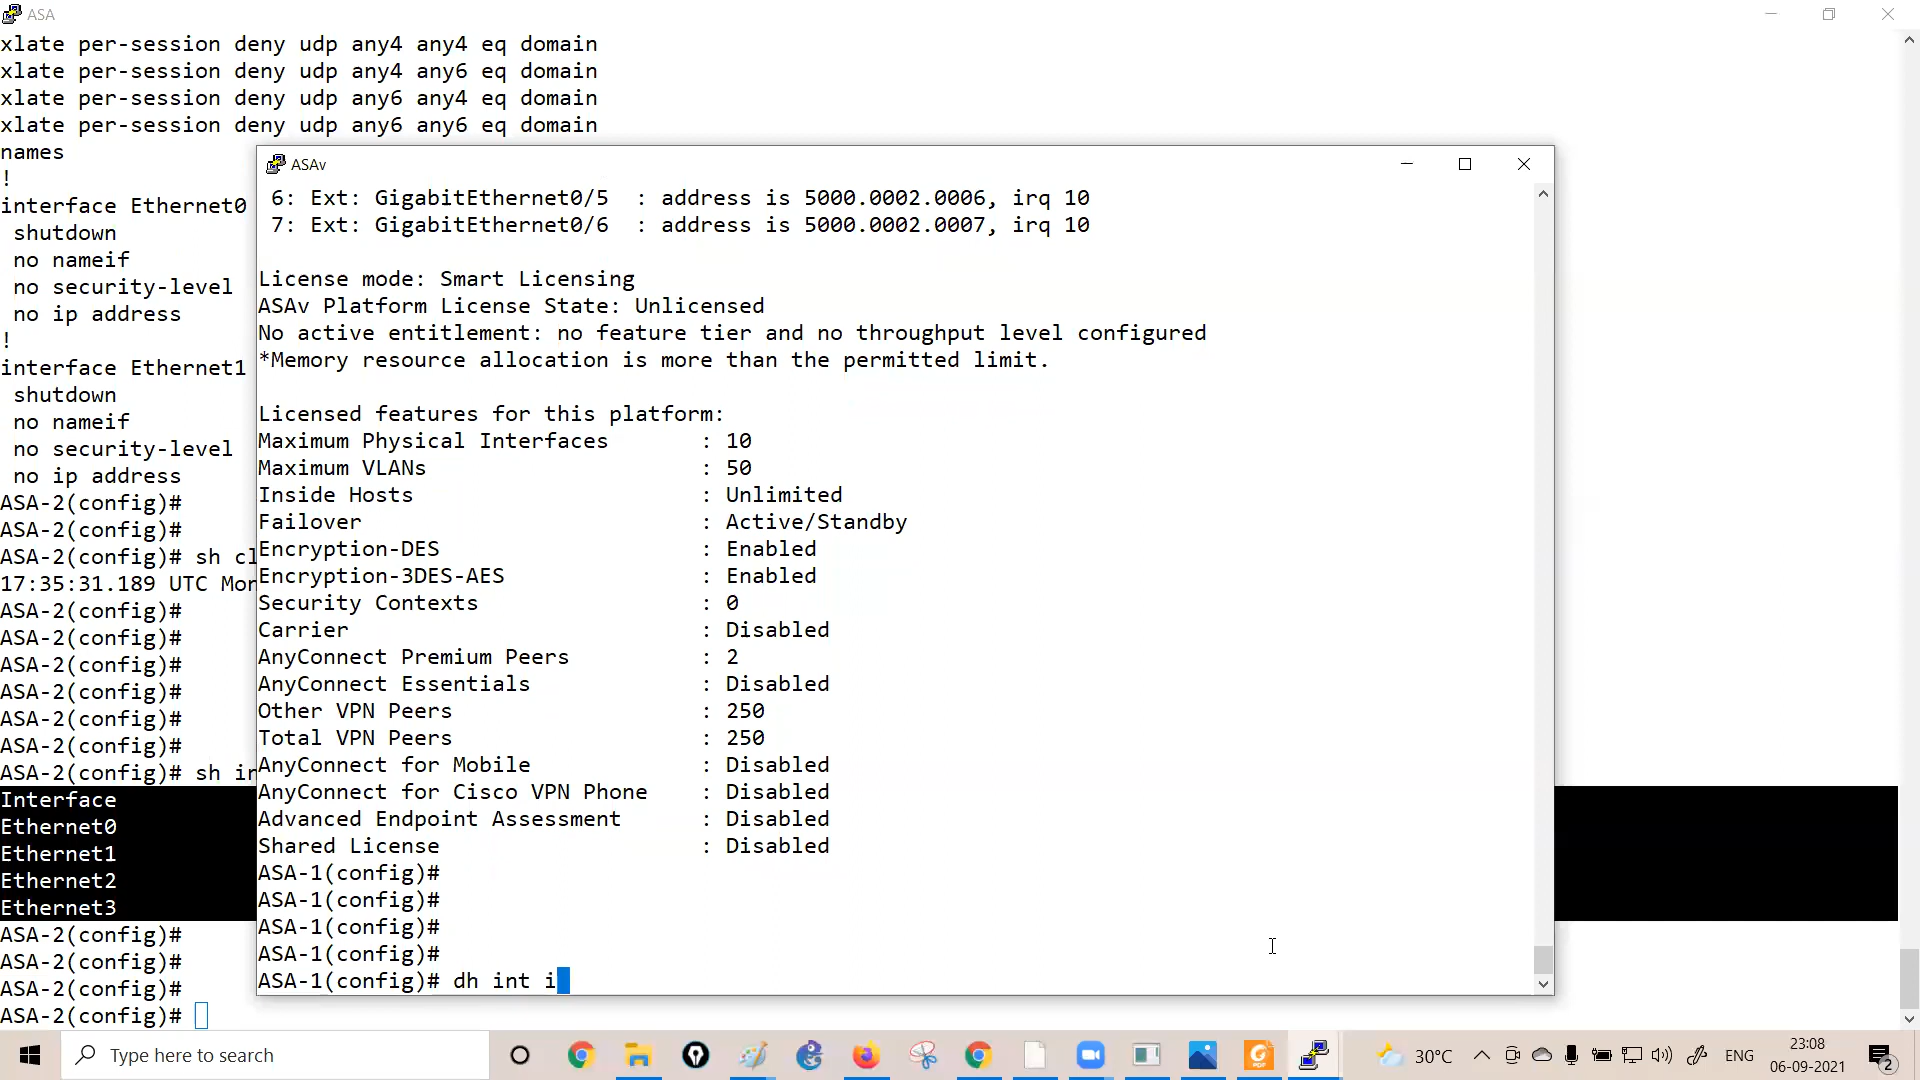 ASA
xlate per-session deny udp any4 any4 eq domain
xlate per-session deny udp any4 any6 eq domain
xlate per-session deny udp any6 any4 eq domain
xlate per-session deny udp any6 any6 eq domain
names
!
interface Ethernet0
shutdown
no nameif
no security-level
no ip address
!
interface Ethernet1
shutdown
no nameif
no security-level
no ip address
ASA-2(config)#
ASA-2(config)#
ASA-2(config)# sh cl
17:35:31.189 UTC Mon
ASA-2(config)#
ASA-2(config)#
ASA-2(config)#
ASA-2(config)#
ASA-2(config)#
ASA-2(config)#
ASA-2(config)# sh in
Interface
Ethernet0
Ethernet1
Ethernet2
Ethernet3
ASA-2(config)#
ASA-2(config)#
ASA-2(config)#
ASA-2(config)#
ASAv
6: Ext: GigabitEthernet0/5 : address is 5000.0002.0006, irq 10
7: Ext: GigabitEthernet0/6 : address is 5000.0002.0007, irq 10
License mode: Smart Licensing
ASAv Platform License State: Unlicensed
No active entitlement: no feature tier and no throughput level configured
*Memory resource allocation is more than the permitted limit.
Licensed features for this platform:
Maximum Physical Interfaces : 10
Maximum VLANs : 50
Inside Hosts : Unlimited
Failover : Active/Standby
Encryption-DES : Enabled
Encryption-3DES-AES : Enabled
Security Contexts : 0
Carrier : Disabled
AnyConnect Premium Peers : 2
AnyConnect Essentials : Disabled
Other VPN Peers : 250
Total VPN Peers : 250
AnyConnect for Mobile : Disabled
AnyConnect for Cisco VPN Phone : Disabled
Advanced Endpoint Assessment : Disabled
Shared License : Disabled
ASA-1(config)#
ASA-1(config)#
ASA-1(config)#
ASA-1(config)#
ASA-1(config)# dh int i
Type here to search
30°C
ENG
23:08
06-09-2021
2